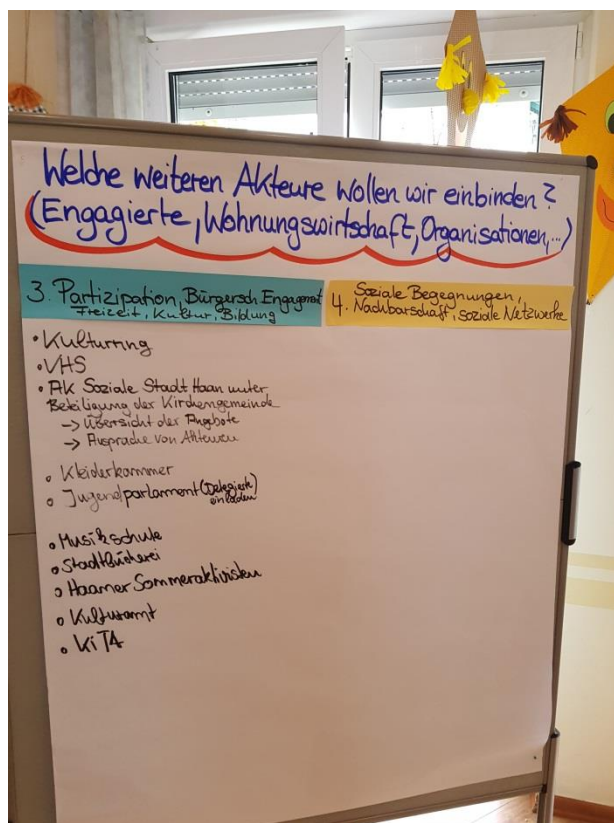 Welche weiteren Akteure wollen wir einbinden?
(Engagierte, Wohnungswirtschaft, Organisationen,...)
3. Partizipation, Bürgersch. Engagement
Freizeit, Kultur, Bildung
Soziale Begegnungen,
4. Nachbarschaft, soziale Netzwerke
• Kulturring
• VHS
• AK Soziale Stadt Haan unter
Beteiligung der Kirchengemeinde
→ Übersicht der Angebote
→ Ansprache von Akteuren
• Kleiderkammer
• Jugendparlament (Delegierte)
einladen
• Musikschule
• Stadtbücherei
• Haaner Sommeraktivisten
• Kulturamt
• KiTA